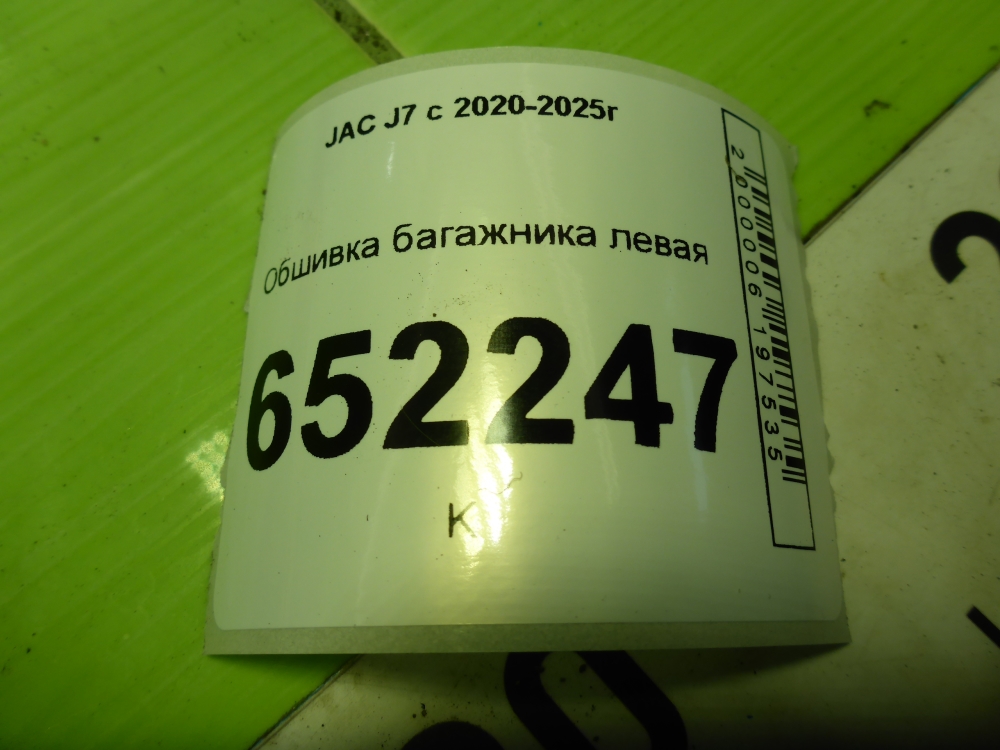 JAC J7 с 2020-2025г
Обшивка багажника левая
652247
К
2000006197535